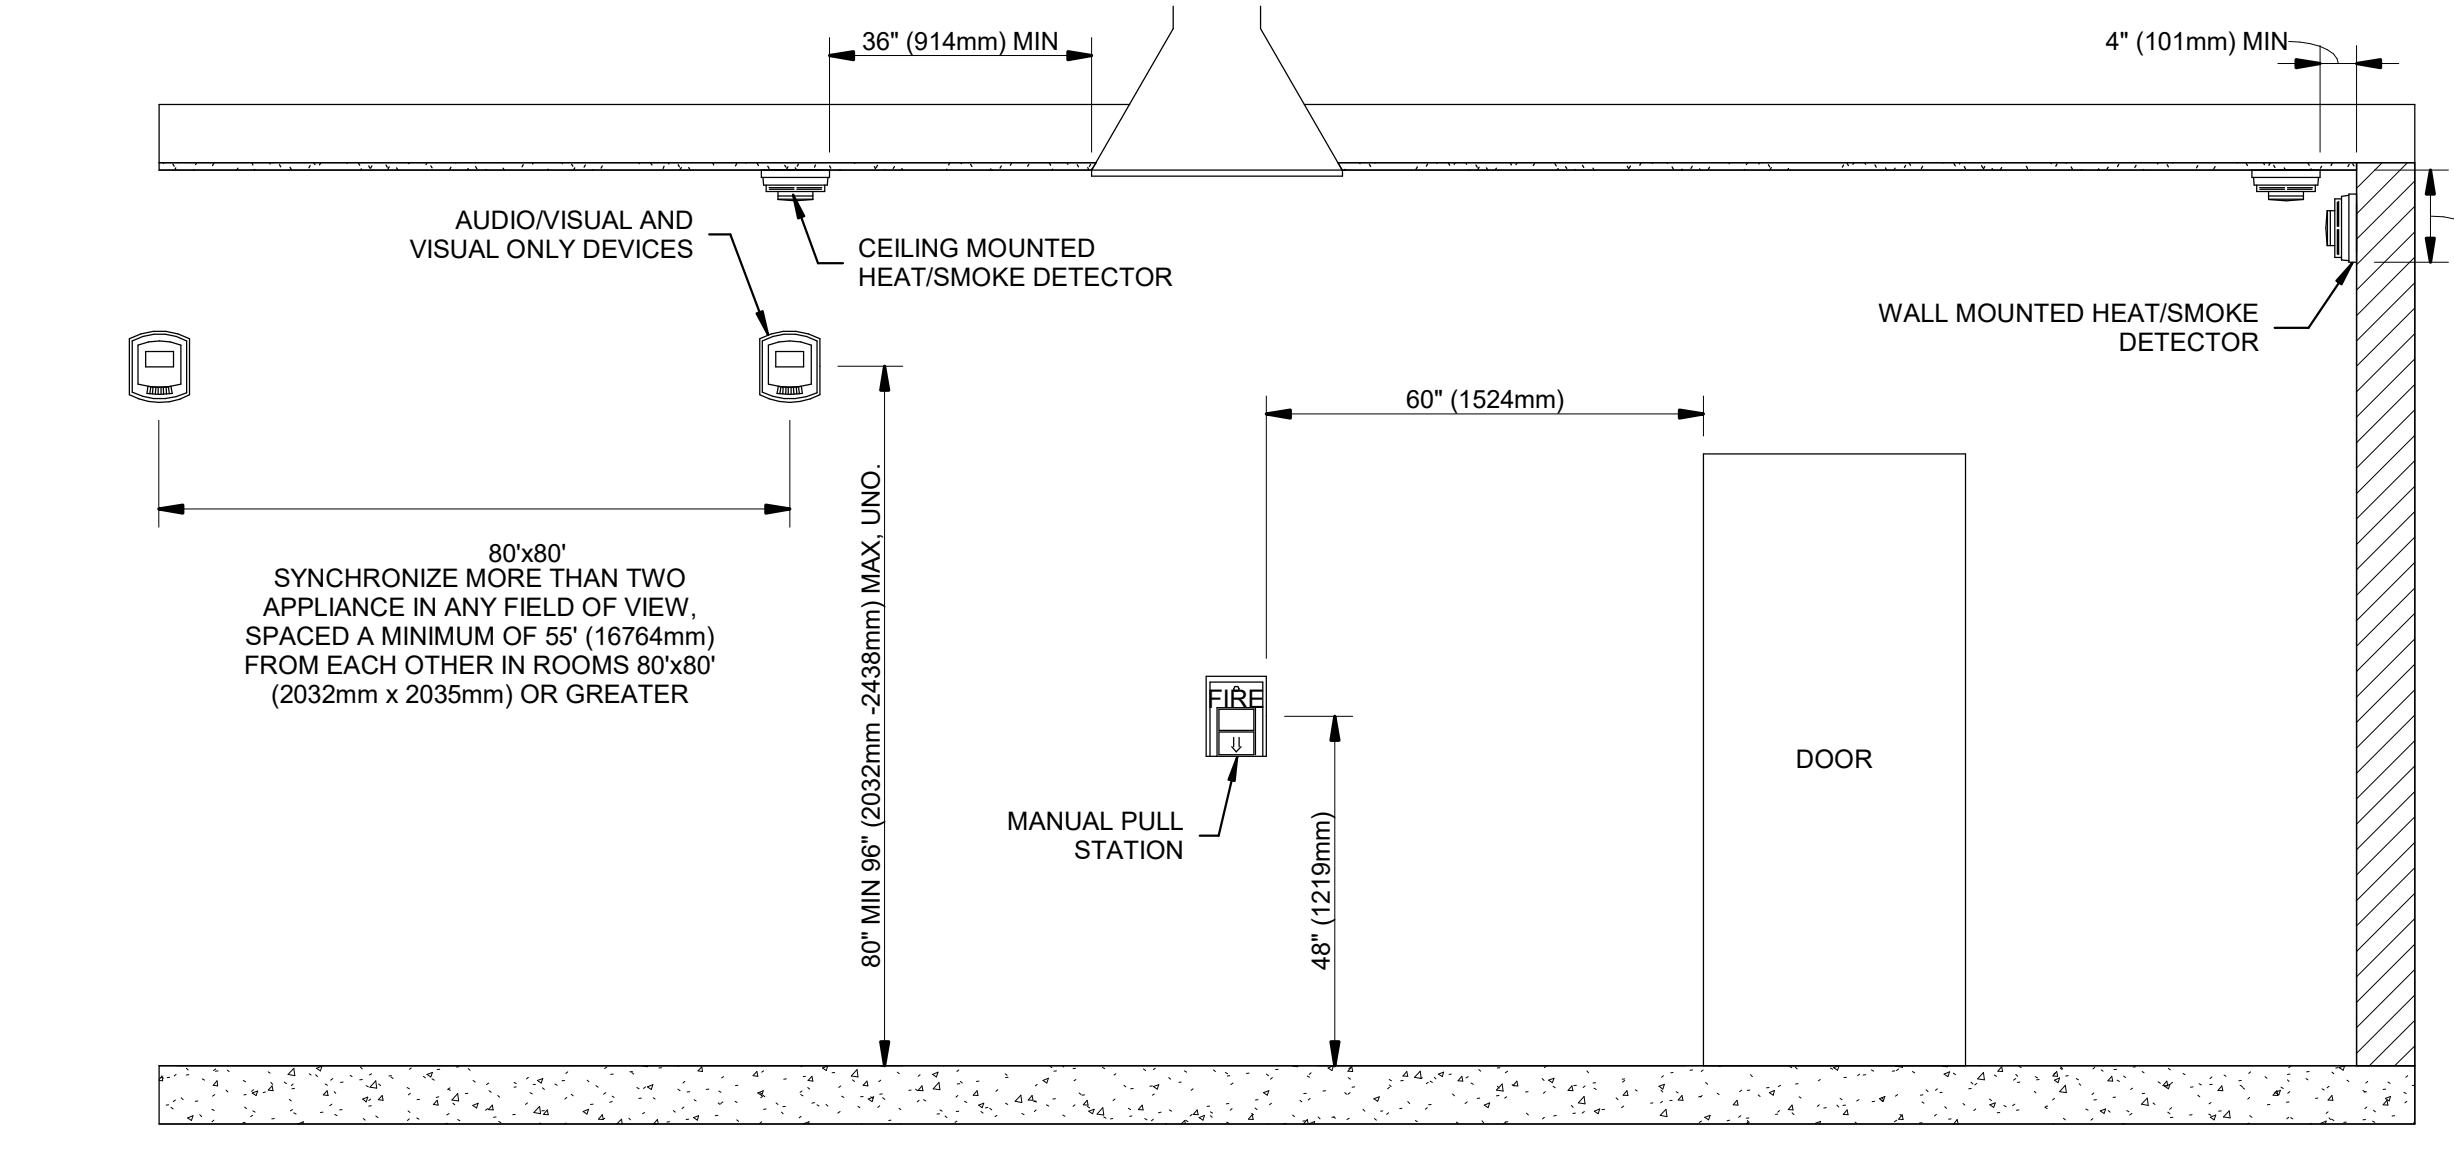 36" (914mm) MIN
4" (101mm) MIN
AUDIO/VISUAL AND
VISUAL ONLY DEVICES
CEILING MOUNTED
HEAT/SMOKE DETECTOR
WALL MOUNTED HEAT/SMOKE
DETECTOR
60" (1524mm)
80'x80'
SYNCHRONIZE MORE THAN TWO
APPLIANCE IN ANY FIELD OF VIEW,
SPACED A MINIMUM OF 55' (16764mm)
FROM EACH OTHER IN ROOMS 80'x80'
(2032mm x 2035mm) OR GREATER
80" MIN 96" (2032mm -2438mm) MAX, UNO.
FIRE
MANUAL PULL
STATION
48" (1219mm)
DOOR